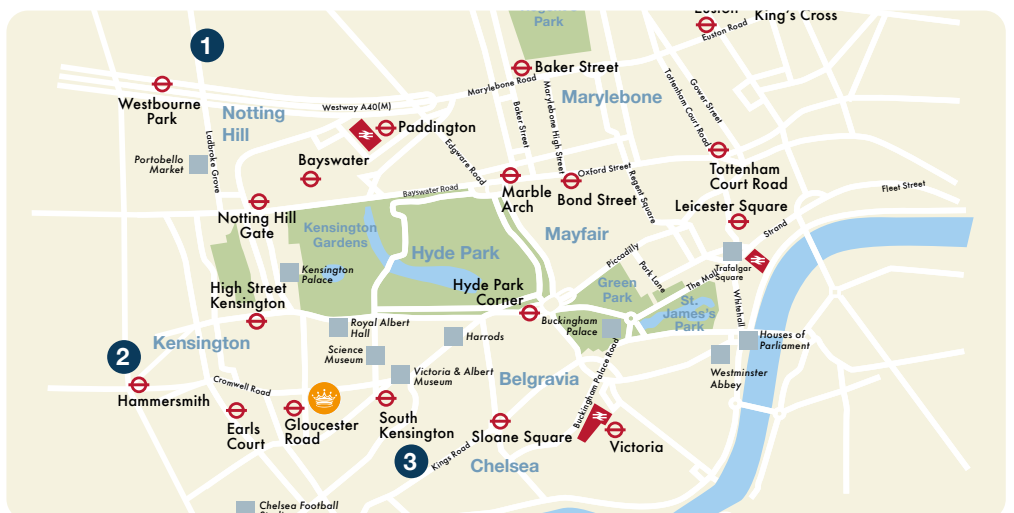 Park
Euston
King's Cross
Euston Road
1
Baker Street
Marylebone Road
Westbourne
Park
Marylebone
Notting
Hill
Westway A40(M)
Tottenham Court Road
Gower Street
Baker Street
Marylebone High Street
Paddington
Ladbroke Grove
Portobello
Market
Bayswater
Edgware Road
Oxford Street
Tottenham
Court Road
Bayswater Road
Marble
Arch
Bond Street
Regent Square
Fleet Street
Leicester Square
Notting Hill
Gate
Kensington
Gardens
Mayfair
Strand
Hyde Park
Piccadilly
Park Lane
Trafalgar
Square
Kensington
Palace
High Street
Kensington
Hyde Park
Corner
Green
Park
The Mall
St.
James's
Park
Whitehall
Royal Albert
Hall
Buckingham
Palace
Harrods
Houses of
Parliament
Kensington
Science
Museum
2
Victoria & Albert
Museum
Belgravia
Buckingham Palace Road
Westminster
Abbey
Hammersmith
Cromwell Road
Earls
Court
Gloucester
Road
South
Kensington
Sloane Square
Victoria
3
Kings Road
Chelsea
Chelsea Football